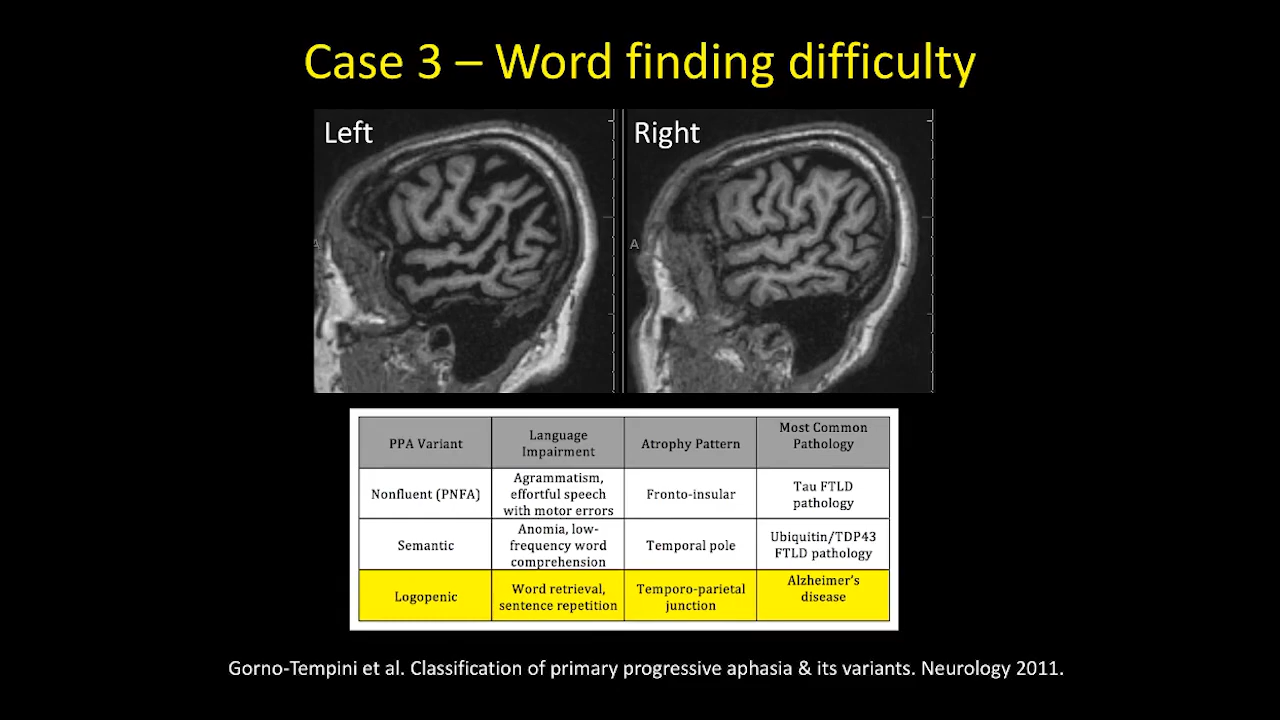 Case 3 – Word finding difficulty
Left
Right
A
A
PPA Variant
Language
Impairment
Atrophy Pattern
Most Common
Pathology
Nonfluent (PNFA)
Agrammatism,
effortful speech
with motor errors
Fronto-insular
Tau FTLD
pathology
Semantic
Anomia, low-
frequency word
comprehension
Temporal pole
Ubiquitin/TDP43
FTLD pathology
Logopenic
Word retrieval,
sentence repetition
Temporo-parietal
junction
Alzheimer's
disease
Gorno-Tempini et al. Classification of primary progressive aphasia & its variants. Neurology 2011.